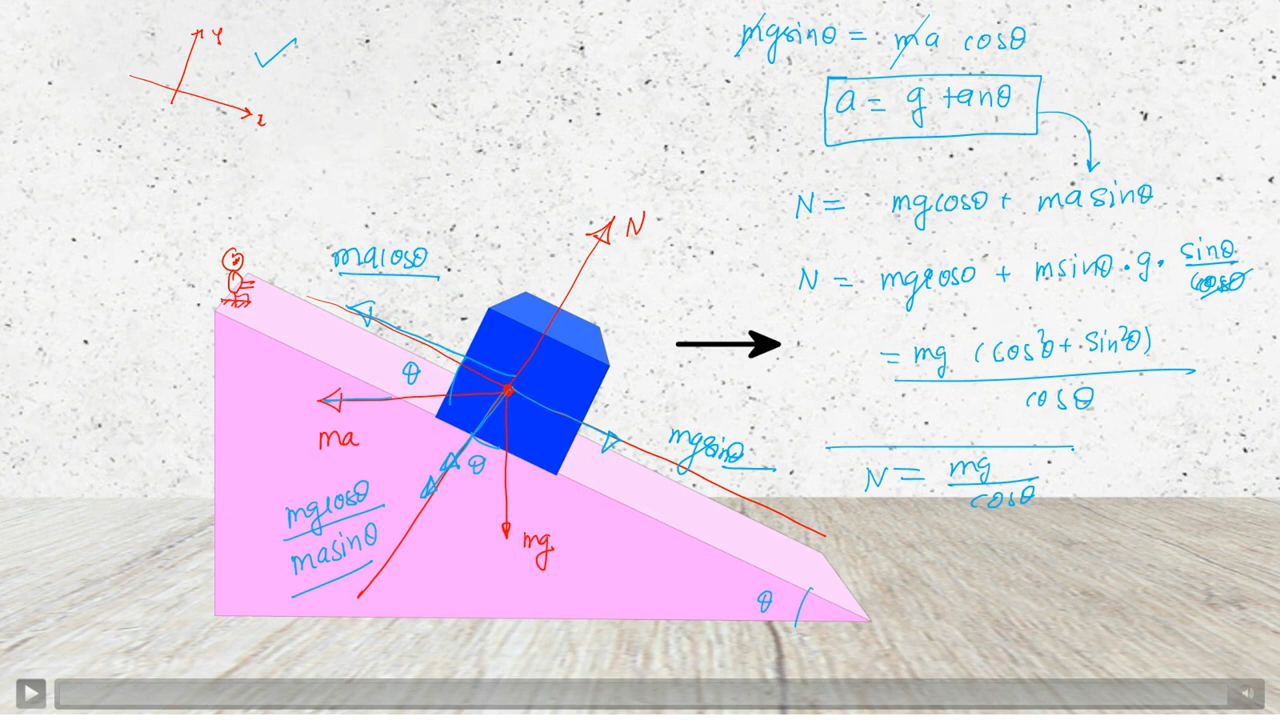 y
x
mgsinθ = ma cosθ
a = g tanθ
N = mgcosθ + masinθ
N = mgcosθ + msinθ · g · sinθ/cosθ
= mg (cos²θ + sin²θ)
cosθ
N = mg/cosθ
N
macosθ
θ
ma
θ
mgsinθ
mgcosθ
masinθ
mg
θ